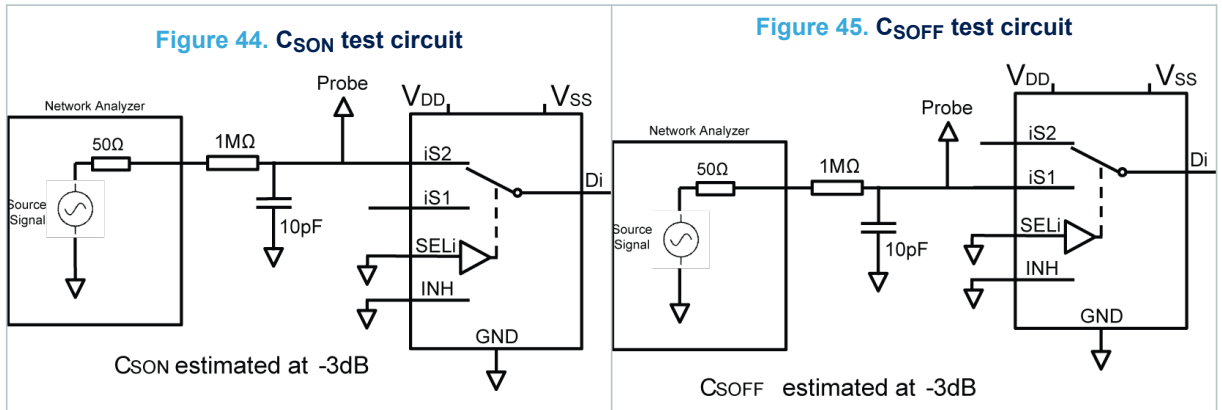 Figure 44. CSON test circuit
Network Analyzer
50Ω
1MΩ
Probe
VDD
VSS
iS2
Di
iS1
Source
Signal
10pF
SELi
INH
GND
CSON estimated at -3dB
Figure 45. CSOFF test circuit
Network Analyzer
50Ω
1MΩ
Probe
VDD
VSS
iS2
Di
iS1
Source
Signal
10pF
SELi
INH
GND
CSOFF estimated at -3dB